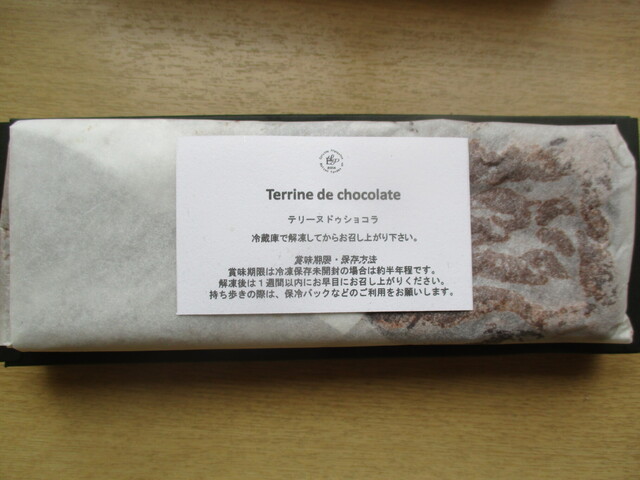 Terrine de chocolate
テリーヌドゥショコラ
冷蔵庫で解凍してからお召し上がり下さい。
賞味期限・保存方法
賞味期限は冷凍保存未開封の場合は約半年程です。
解凍後は１週間以内にお早目にお召し上がりください。
持ち歩きの際は、保冷パックなどのご利用をお願いします。